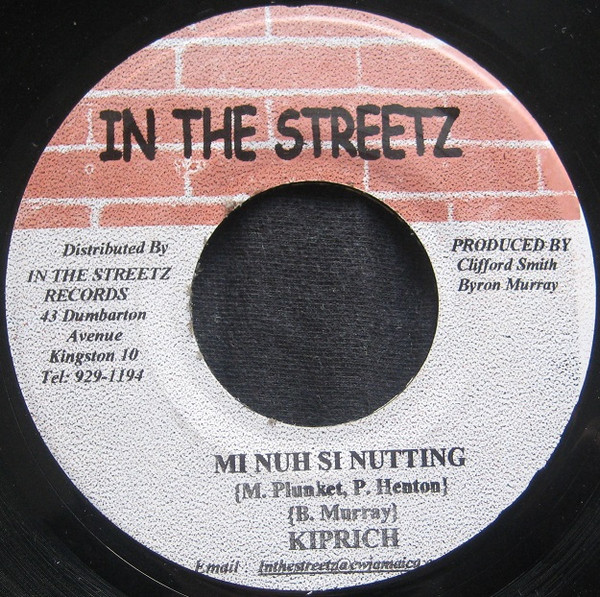 IN THE STREETZ
Distributed By
IN THE STREETZ
RECORDS
43 Dumbarton
Avenue
Kingston 10
Tel: 929-1194
PRODUCED BY
Clifford Smith
Byron Murray
MI NUH SI NUTTING
{M. Plunket, P. Henton}
{B. Murray}
KIPRICH
Email :